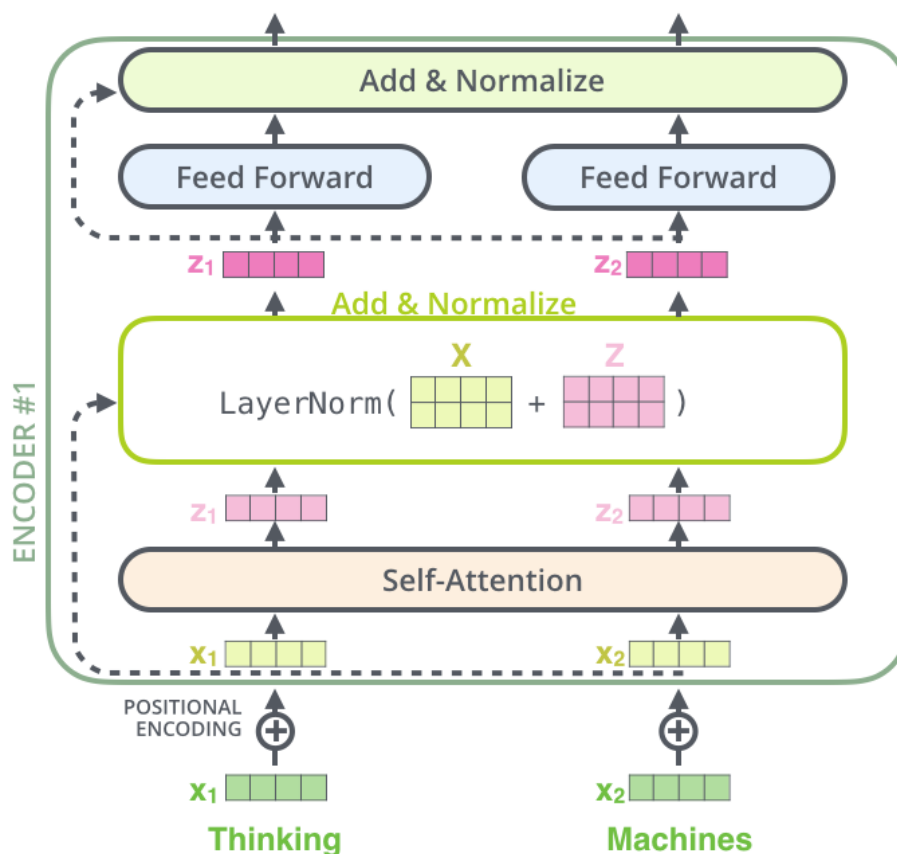 Add & Normalize
Feed Forward Feed Forward
z₁ z₂
Add & Normalize
X Z
LayerNorm( + )
ENCODER #1
z₁ z₂
Self-Attention
x₁ x₂
POSITIONAL
ENCODING
x₁ x₂
Thinking Machines